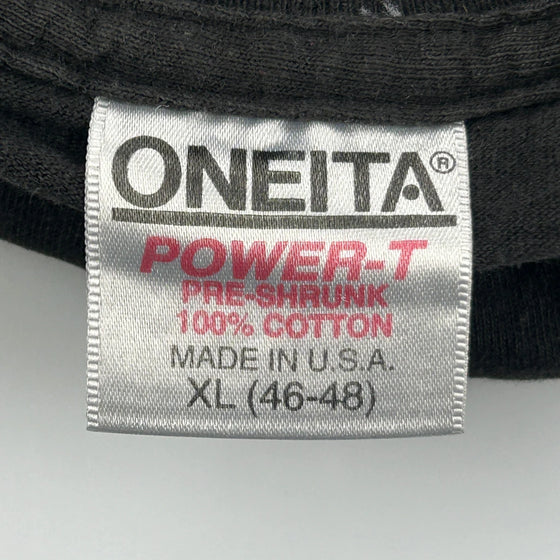 ONEITA®
POWER-T
PRE-SHRUNK
100% COTTON
MADE IN U.S.A.
XL (46-48)